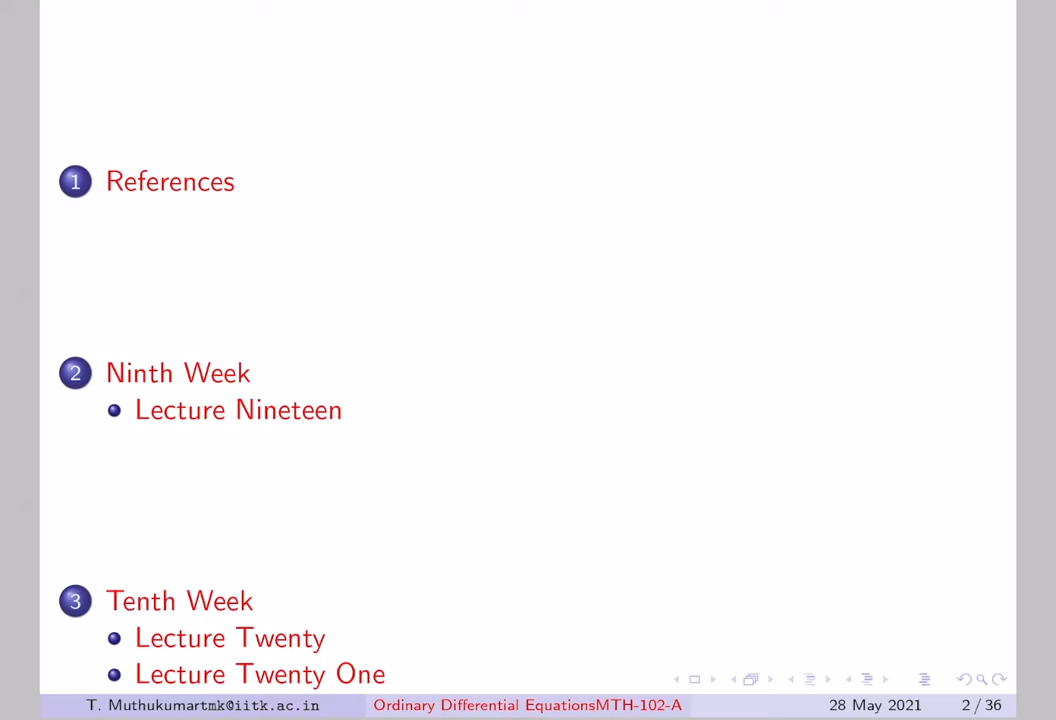 1 References
2 Ninth Week
Lecture Nineteen
3 Tenth Week
Lecture Twenty
Lecture Twenty One
T. Muthukumartmk@iitk.ac.in Ordinary Differential EquationsMTH-102-A 28 May 2021 2 / 36